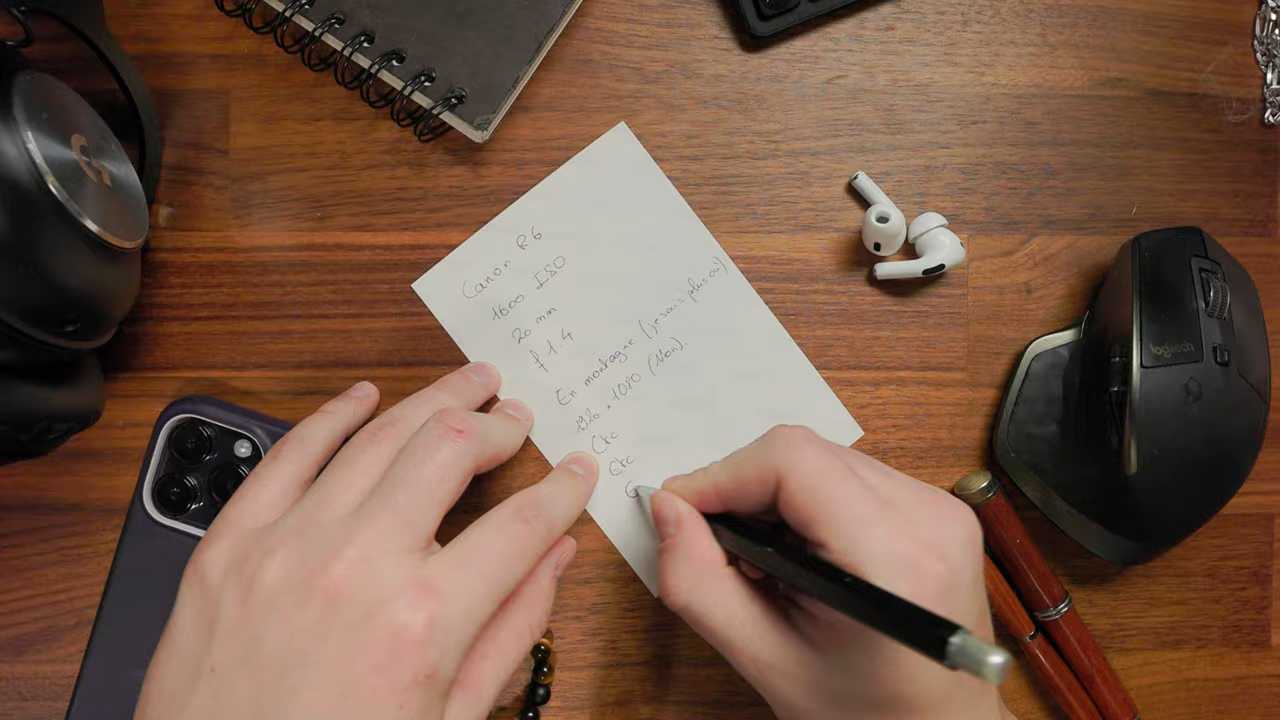 Canon R6
1600 ISO
20 mm
f 1.4
En montagne (je sais plus où)
1920 x 1080 (Non).
Etc
Etc
logitech